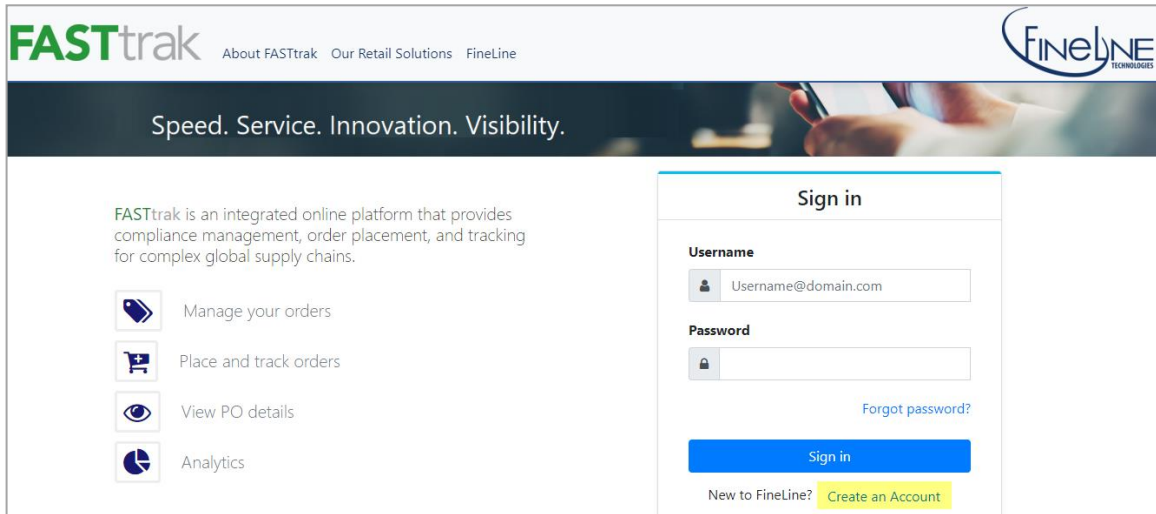 FASTtrak About FASTtrak Our Retail Solutions FineLine
FINELINE
TECHNOLOGIES
Speed. Service. Innovation. Visibility.
FASTtrak is an integrated online platform that provides
compliance management, order placement, and tracking
for complex global supply chains.
Manage your orders
Place and track orders
View PO details
Analytics
Sign in
Username
Username@domain.com
Password
Forgot password?
Sign in
New to FineLine? Create an Account